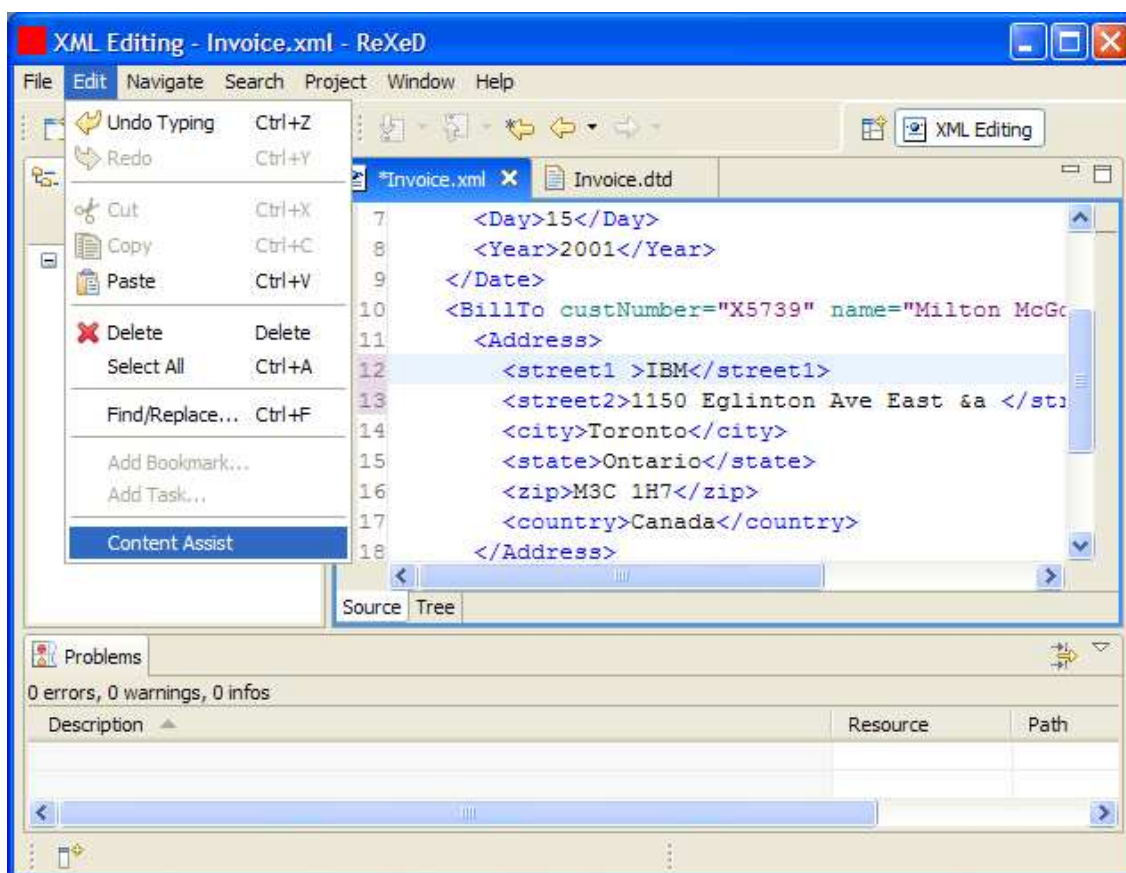 XML Editing - Invoice.xml - ReXeD
File Edit Navigate Search Project Window Help
XML Editing
Undo Typing Ctrl+Z
Redo Ctrl+Y
Cut Ctrl+X
Copy Ctrl+C
Paste Ctrl+V
Delete Delete
Select All Ctrl+A
Find/Replace... Ctrl+F
Add Bookmark...
Add Task...
Content Assist
*Invoice.xml Invoice.dtd
7 <Day>15</Day>
8 <Year>2001</Year>
9 </Date>
10 <BillTo custNumber="X5739" name="Milton McGo
11 <Address>
12 <street1 >IBM</street1>
13 <street2>1150 Eglinton Ave East &a </str
14 <city>Toronto</city>
15 <state>Ontario</state>
16 <zip>M3C 1H7</zip>
17 <country>Canada</country>
18 </Address>
Source Tree
Problems
0 errors, 0 warnings, 0 infos
Description Resource Path